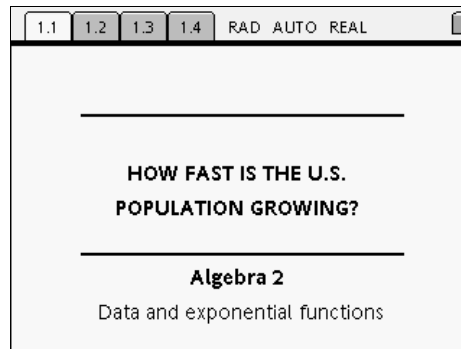 1.1 1.2 1.3 1.4 RAD AUTO REAL
HOW FAST IS THE U.S.
POPULATION GROWING?
Algebra 2
Data and exponential functions